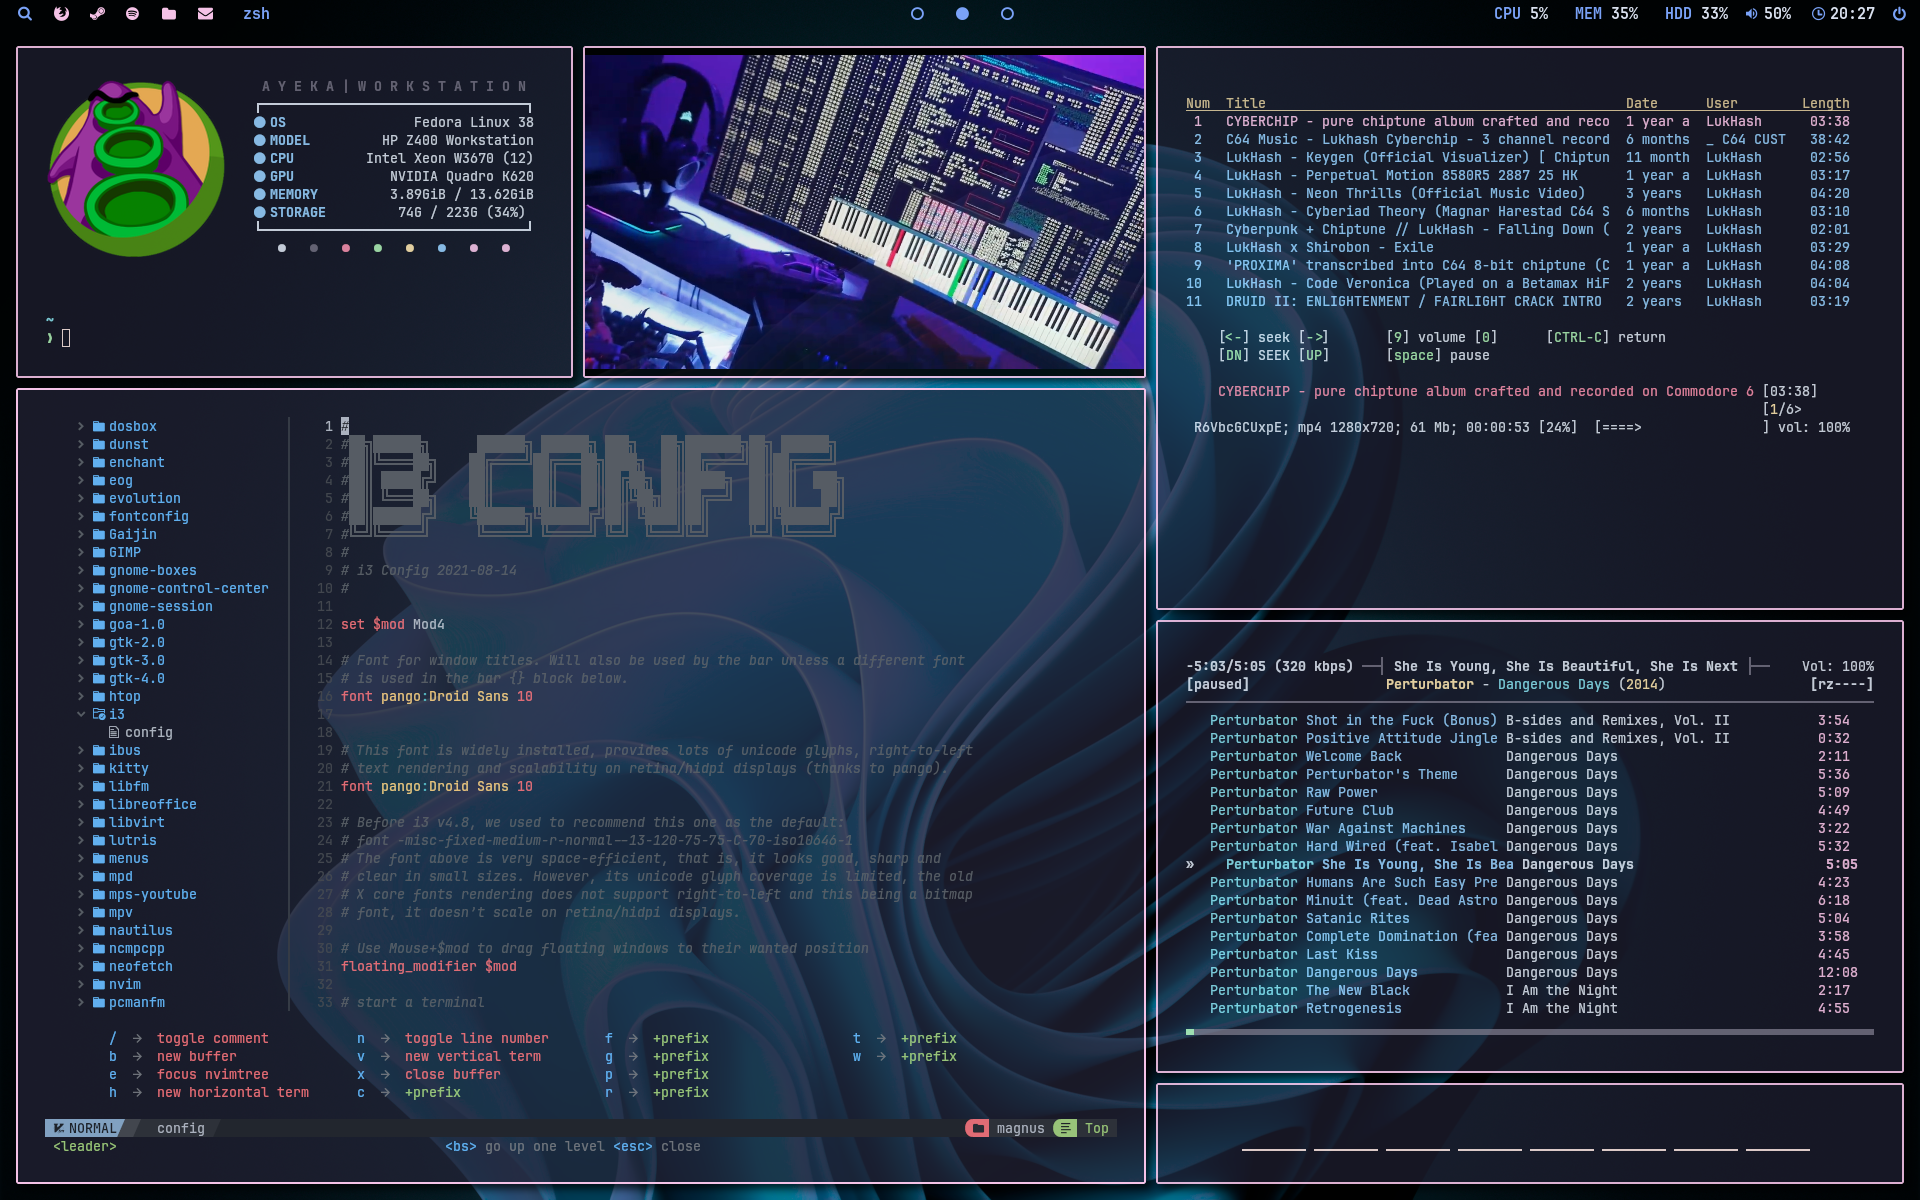 zsh
CPU 5% MEM 35% HDD 33% 50% 20:27
AYEKA|WORKSTATION
OS Fedora Linux 38
MODEL HP Z400 Workstation
CPU Intel Xeon W3670 (12)
GPU NVIDIA Quadro K620
MEMORY 3.89GiB / 13.62GiB
STORAGE 74G / 223G (34%)
~
❯
Num Title Date User Length
1 CYBERCHIP - pure chiptune album crafted and reco 1 year a LukHash 03:38
2 C64 Music - Lukhash Cyberchip - 3 channel record 6 months _ C64 CUST 38:42
3 LukHash - Keygen (Official Visualizer) [ Chiptun 11 month LukHash 02:56
4 LukHash - Perpetual Motion 8580R5 2887 25 HK 1 year a LukHash 03:17
5 LukHash - Neon Thrills (Official Music Video) 3 years LukHash 04:20
6 LukHash - Cyberiad Theory (Magnar Harestad C64 S 6 months LukHash 03:10
7 Cyberpunk + Chiptune // LukHash - Falling Down ( 2 years LukHash 02:01
8 LukHash x Shirobon - Exile 1 year a LukHash 03:29
9 'PROXIMA' transcribed into C64 8-bit chiptune (C 1 year a LukHash 04:08
10 LukHash - Code Veronica (Played on a Betamax HiF 2 years LukHash 04:04
11 DRUID II: ENLIGHTENMENT / FAIRLIGHT CRACK INTRO 2 years LukHash 03:19
[<-] seek [->] [9] volume [0] [CTRL-C] return
[DN] SEEK [UP] [space] pause
CYBERCHIP - pure chiptune album crafted and recorded on Commodore 6 [03:38]
[1/6>
R6VbcGCUxpE; mp4 1280x720; 61 Mb; 00:00:53 [24%] [====> ] vol: 100%
dosbox
dunst
enchant
eog
evolution
fontconfig
Gaijin
GIMP
gnome-boxes
gnome-control-center
gnome-session
goa-1.0
gtk-2.0
gtk-3.0
gtk-4.0
htop
i3
config
ibus
kitty
libfm
libreoffice
libvirt
lutris
menus
mpd
mps-youtube
mpv
nautilus
ncmpcpp
neofetch
nvim
pcmanfm
I3 CONFIG
1 #
2 #
3 #
4 #
5 #
6 #
7 #
8 #
9 # i3 Config 2021-08-14
10 #
11
12 set $mod Mod4
13
14 # Font for window titles. Will also be used by the bar unless a different font
15 # is used in the bar {} block below.
16 font pango:Droid Sans 10
17
18
19 # This font is widely installed, provides lots of unicode glyphs, right-to-left
20 # text rendering and scalability on retina/hidpi displays (thanks to pango).
21 font pango:Droid Sans 10
22
23 # Before i3 v4.8, we used to recommend this one as the default:
24 # font -misc-fixed-medium-r-normal--13-120-75-75-C-70-iso10646-1
25 # The font above is very space-efficient, that is, it looks good, sharp and
26 # clear in small sizes. However, its unicode glyph coverage is limited, the old
27 # X core fonts rendering does not support right-to-left and this being a bitmap
28 # font, it doesn't scale on retina/hidpi displays.
29
30 # Use Mouse+$mod to drag floating windows to their wanted position
31 floating_modifier $mod
32
33 # start a terminal
/ → toggle comment n → toggle line number f → +prefix t → +prefix
b → new buffer v → new vertical term g → +prefix w → +prefix
e → focus nvimtree x → close buffer p → +prefix
h → new horizontal term c → +prefix r → +prefix
NORMAL config magnus Top
<leader> <bs> go up one level <esc> close
-5:03/5:05 (320 kbps) ──┤ She Is Young, She Is Beautiful, She Is Next ├── Vol: 100%
[paused] Perturbator - Dangerous Days (2014) [rz----]
Perturbator Shot in the Fuck (Bonus) B-sides and Remixes, Vol. II 3:54
Perturbator Positive Attitude Jingle B-sides and Remixes, Vol. II 0:32
Perturbator Welcome Back Dangerous Days 2:11
Perturbator Perturbator's Theme Dangerous Days 5:36
Perturbator Raw Power Dangerous Days 5:09
Perturbator Future Club Dangerous Days 4:49
Perturbator War Against Machines Dangerous Days 3:22
Perturbator Hard Wired (feat. Isabel Dangerous Days 5:32
» Perturbator She Is Young, She Is Bea Dangerous Days 5:05
Perturbator Humans Are Such Easy Pre Dangerous Days 4:23
Perturbator Minuit (feat. Dead Astro Dangerous Days 6:18
Perturbator Satanic Rites Dangerous Days 5:04
Perturbator Complete Domination (fea Dangerous Days 3:58
Perturbator Last Kiss Dangerous Days 4:45
Perturbator Dangerous Days Dangerous Days 12:08
Perturbator The New Black I Am the Night 2:17
Perturbator Retrogenesis I Am the Night 4:55